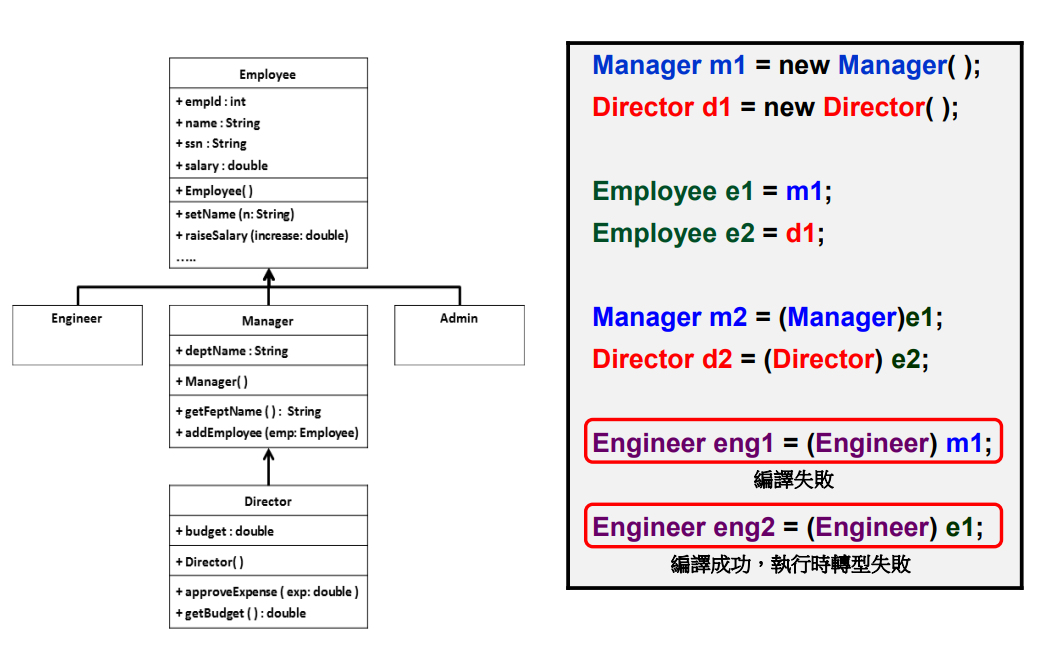 Employee
+ empId : int
+ name : String
+ ssn : String
+ salary : double
+ Employee( )
+ setName (n: String)
+ raiseSalary (increase: double)
.....
Engineer
Manager
+ deptName : String
+ Manager( )
+ getFeptName ( ) : String
+ addEmployee (emp: Employee)
Admin
Director
+ budget : double
+ Director( )
+ approveExpense ( exp: double )
+ getBudget ( ) : double
Manager m1 = new Manager( );
Director d1 = new Director( );
Employee e1 = m1;
Employee e2 = d1;
Manager m2 = (Manager)e1;
Director d2 = (Director) e2;
Engineer eng1 = (Engineer) m1;
編譯失敗
Engineer eng2 = (Engineer) e1;
編譯成功，執行時轉型失敗